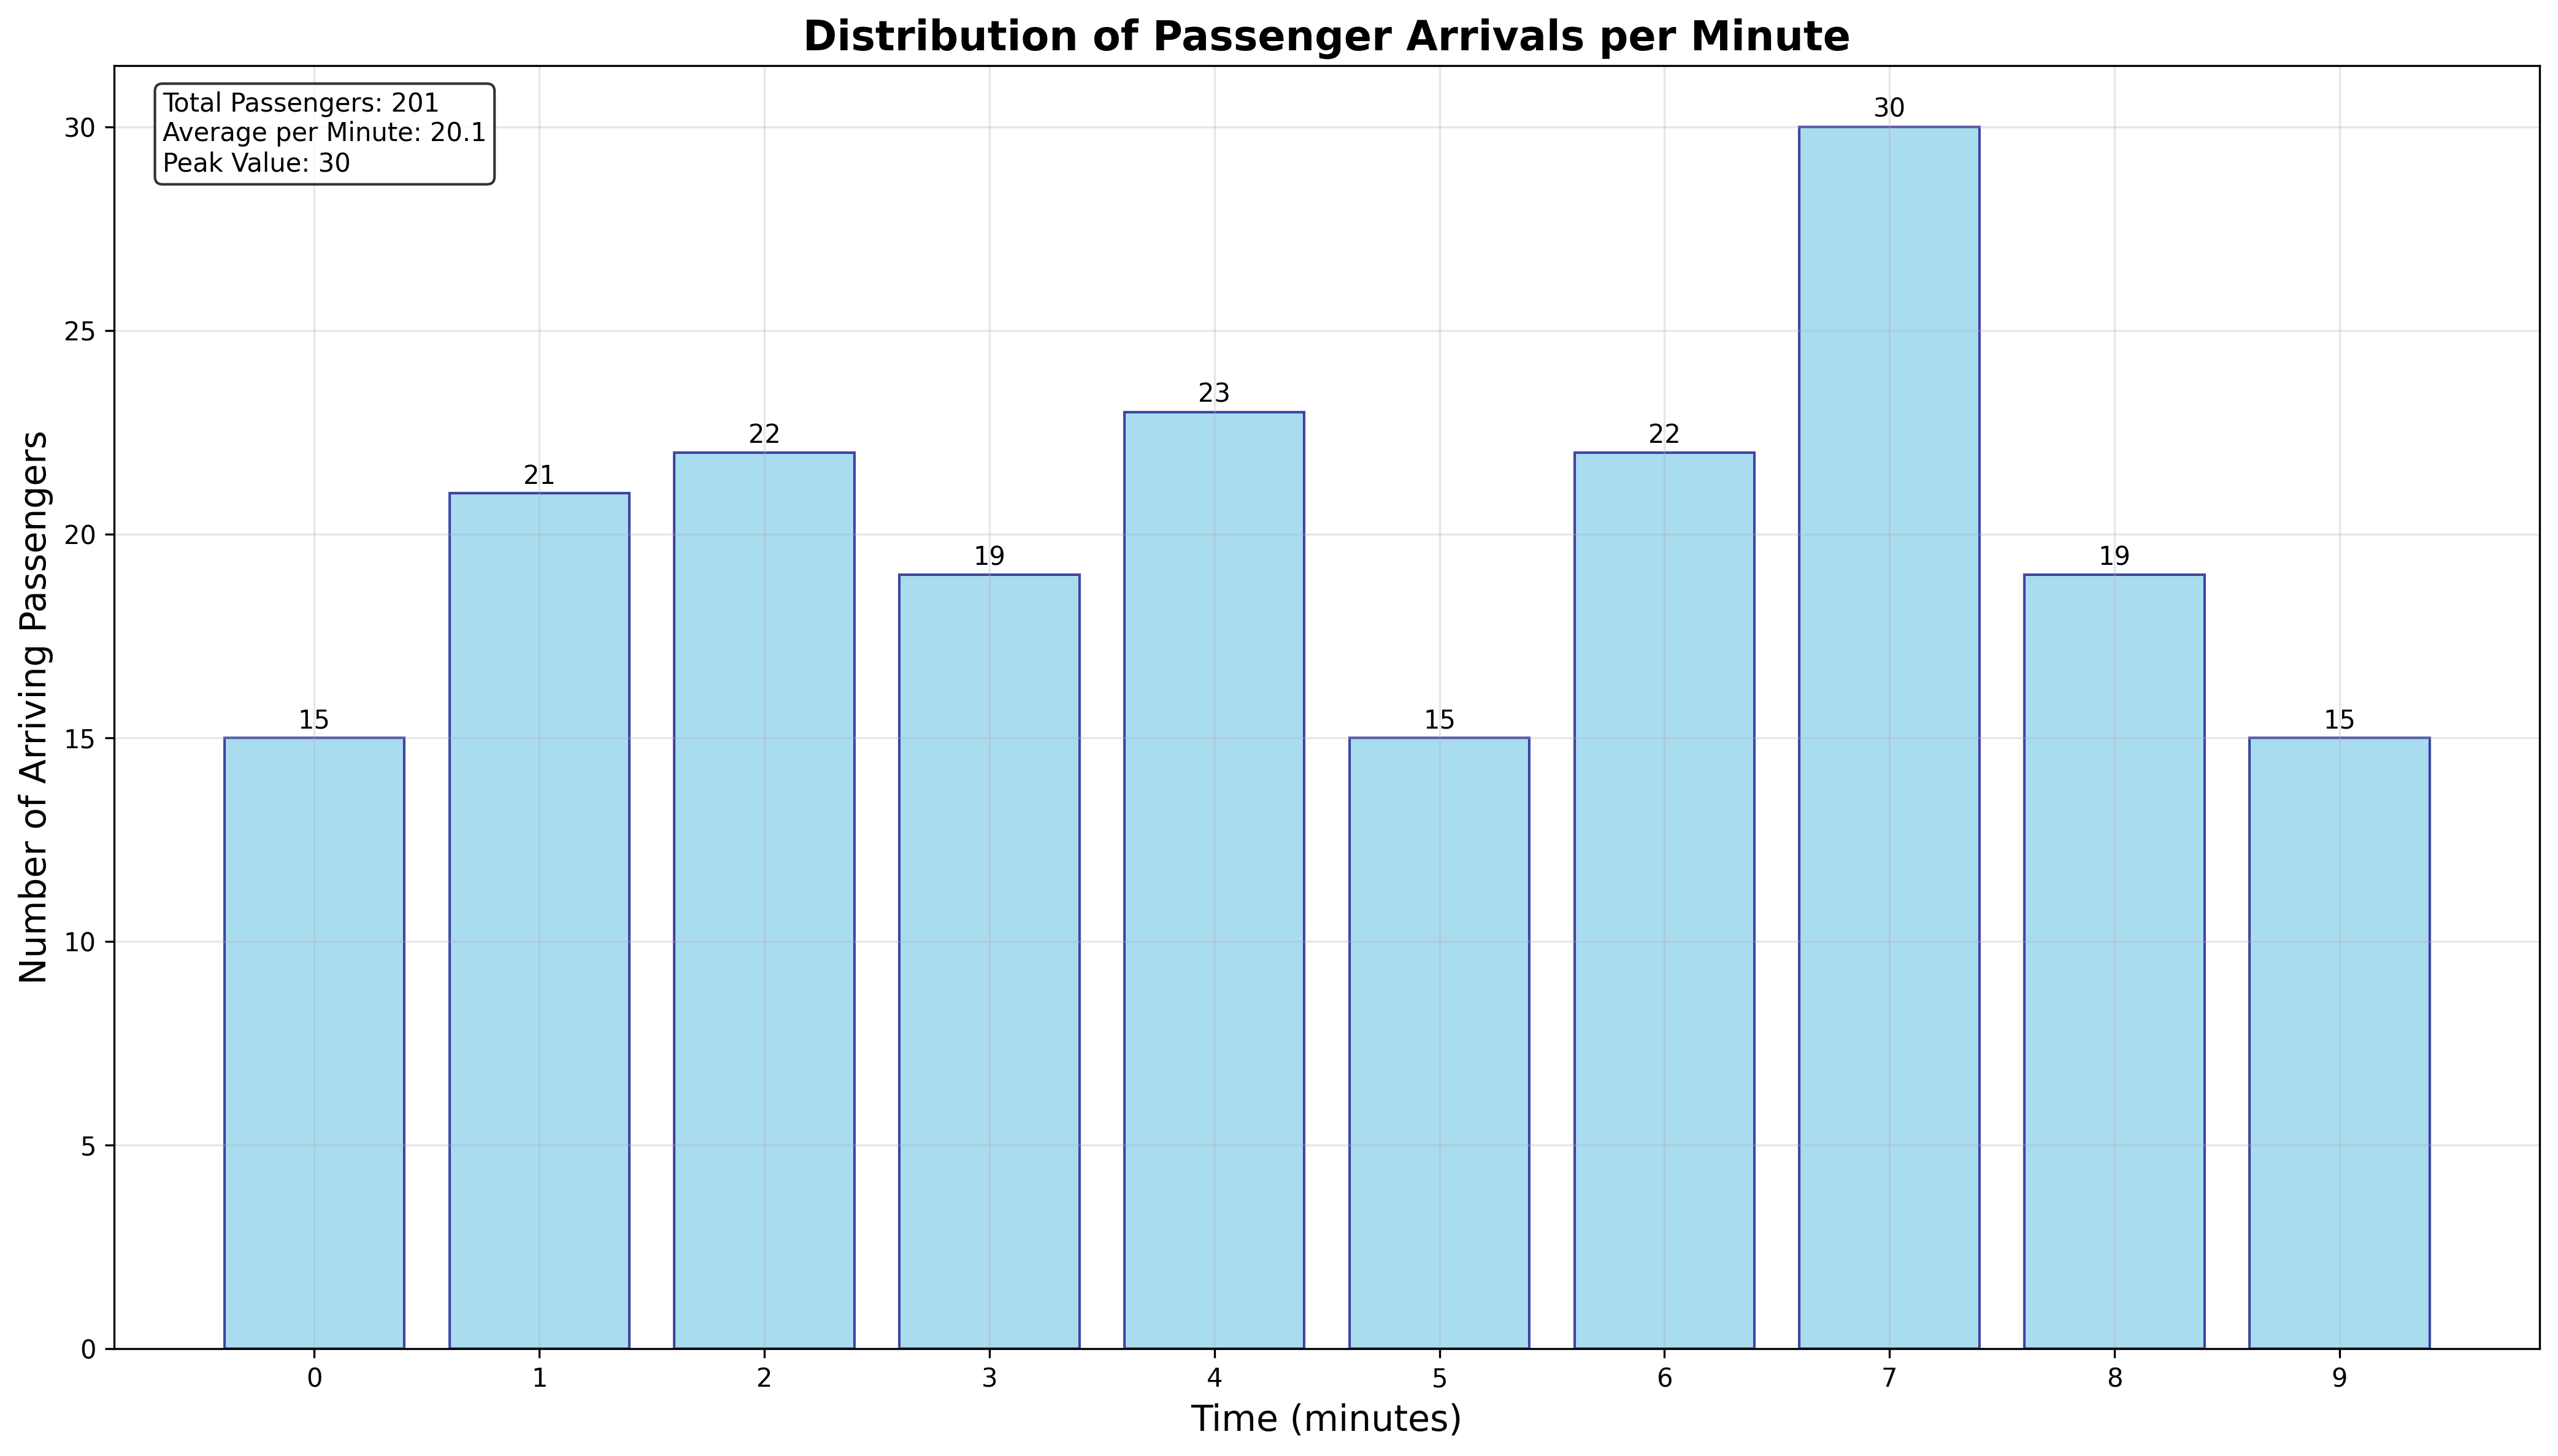 Distribution of Passenger Arrivals per Minute
Total Passengers: 201
Average per Minute: 20.1
Peak Value: 30
Number of Arriving Passengers
30
25
20
15
10
5
0
15
21
22
19
23
15
22
30
19
15
0 1 2 3 4 5 6 7 8 9
Time (minutes)